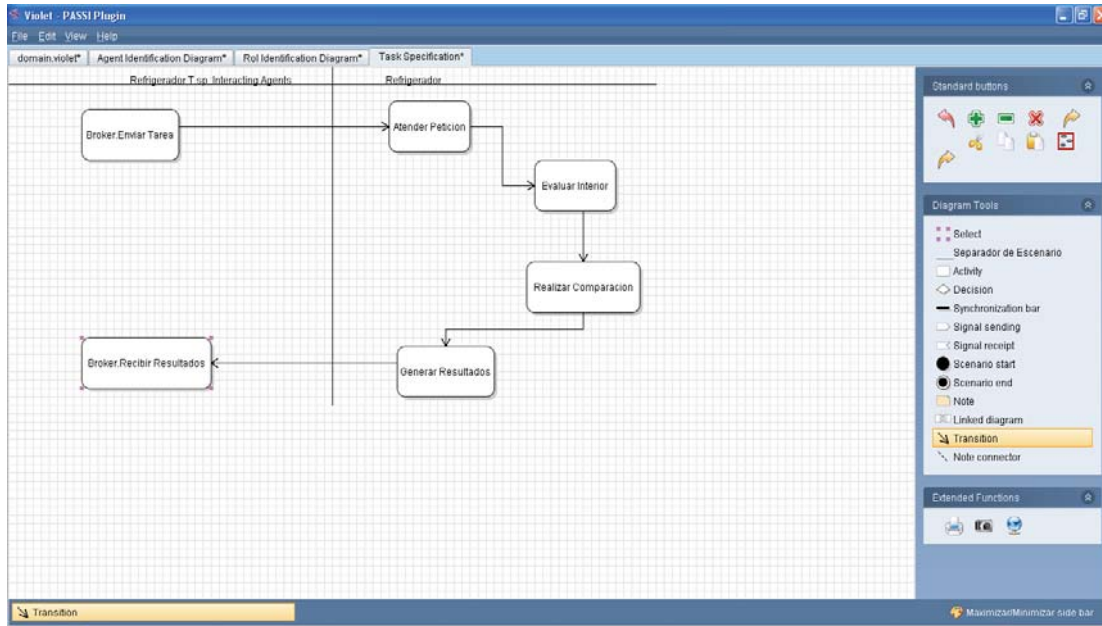 Violet - PASSI Plugin
File Edit View Help
domain.violet* Agent Identification Diagram* Rol Identification Diagram* Task Specification*
Refrigerador T.sp. Interacting Agents Refrigerador
Broker.Enviar Tarea
Atender Peticion
Evaluar Interior
Realizar Comparacion
Broker.Recibir Resultados
Generar Resultados
Standard buttons
Diagram Tools
Select
Separador de Escenario
Activity
Decision
Synchronization bar
Signal sending
Signal receipt
Scenario start
Scenario end
Note
Linked diagram
Transition
Note connector
Extended Functions
Transition
Maximizar/Minimizar side bar